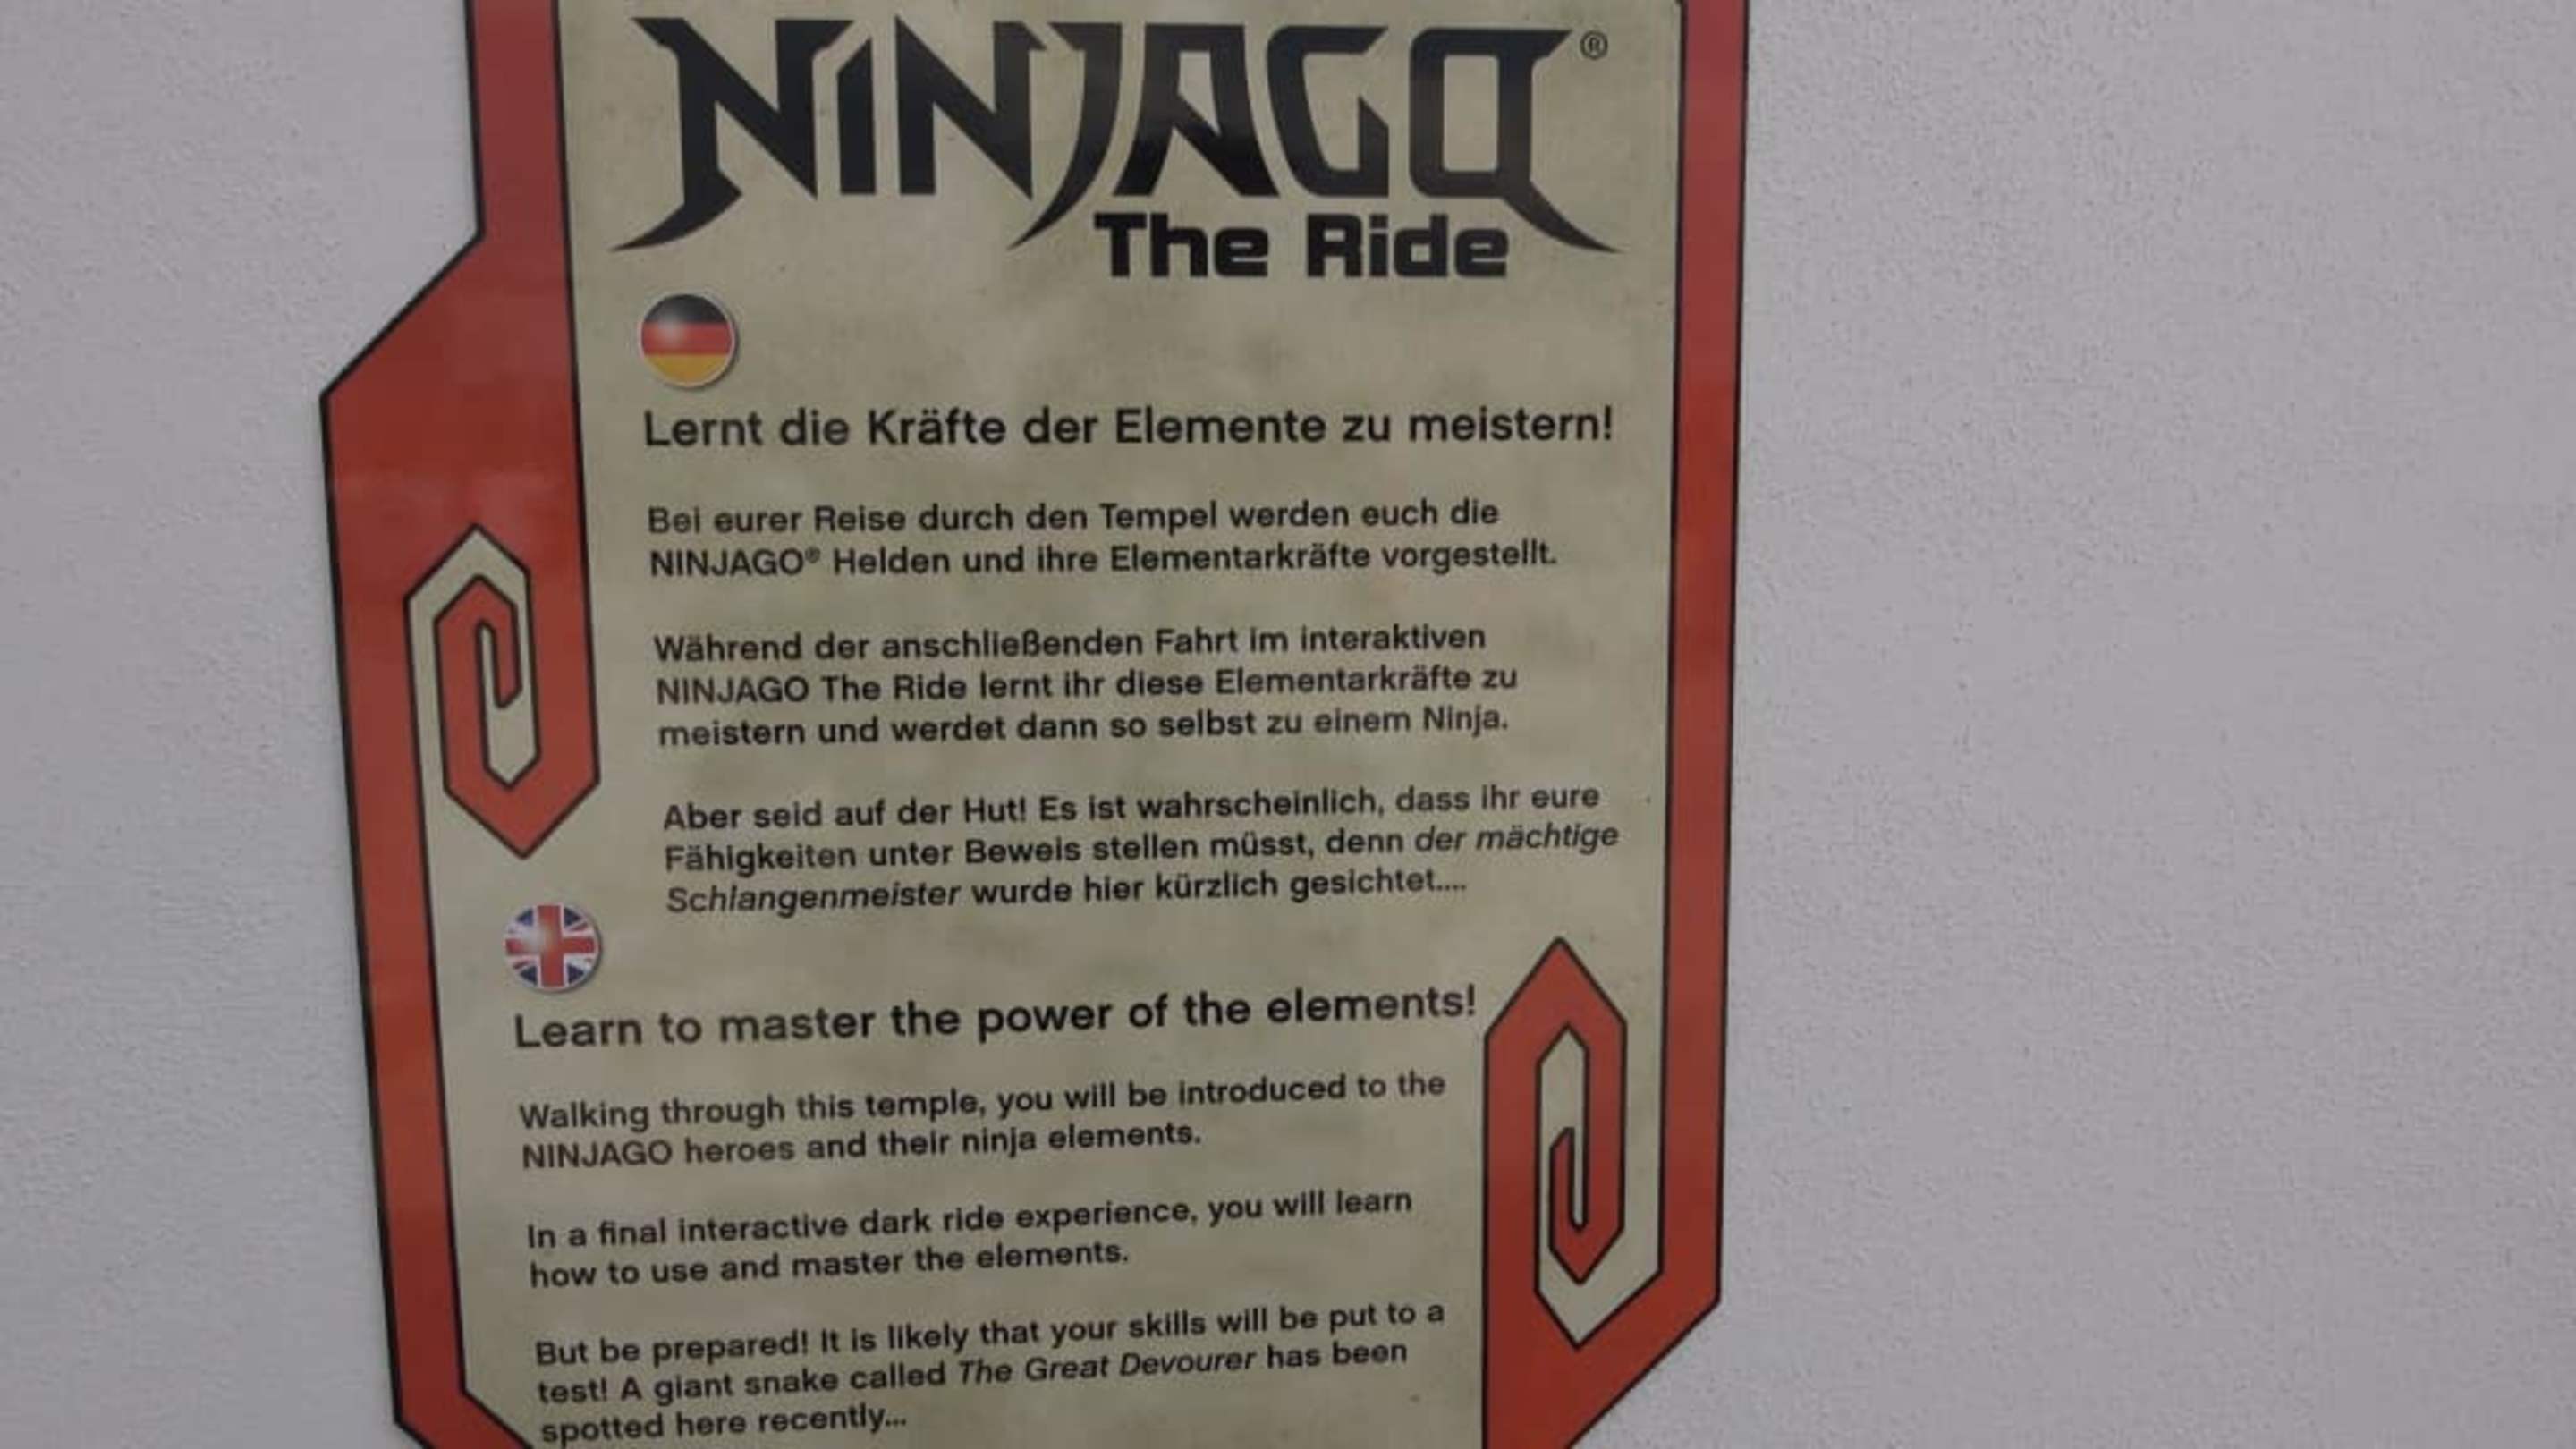 NINJAGO®
The Ride
Lernt die Kräfte der Elemente zu meistern!
Bei eurer Reise durch den Tempel werden euch die
NINJAGO® Helden und ihre Elementarkräfte vorgestellt.
Während der anschließenden Fahrt im interaktiven
NINJAGO The Ride lernt ihr diese Elementarkräfte zu
meistern und werdet dann so selbst zu einem Ninja.
Aber seid auf der Hut! Es ist wahrscheinlich, dass ihr eure
Fähigkeiten unter Beweis stellen müsst, denn der mächtige
Schlangenmeister wurde hier kürzlich gesichtet....
Learn to master the power of the elements!
Walking through this temple, you will be introduced to the
NINJAGO heroes and their ninja elements.
In a final interactive dark ride experience, you will learn
how to use and master the elements.
But be prepared! It is likely that your skills will be put to a
test! A giant snake called The Great Devourer has been
spotted here recently...